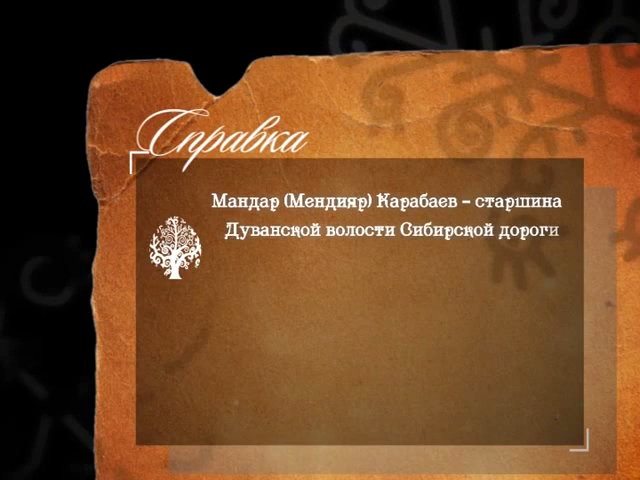 Справка
Мандар (Мендияр) Карабаев - старшина
Дуванской волости Сибирской дороги